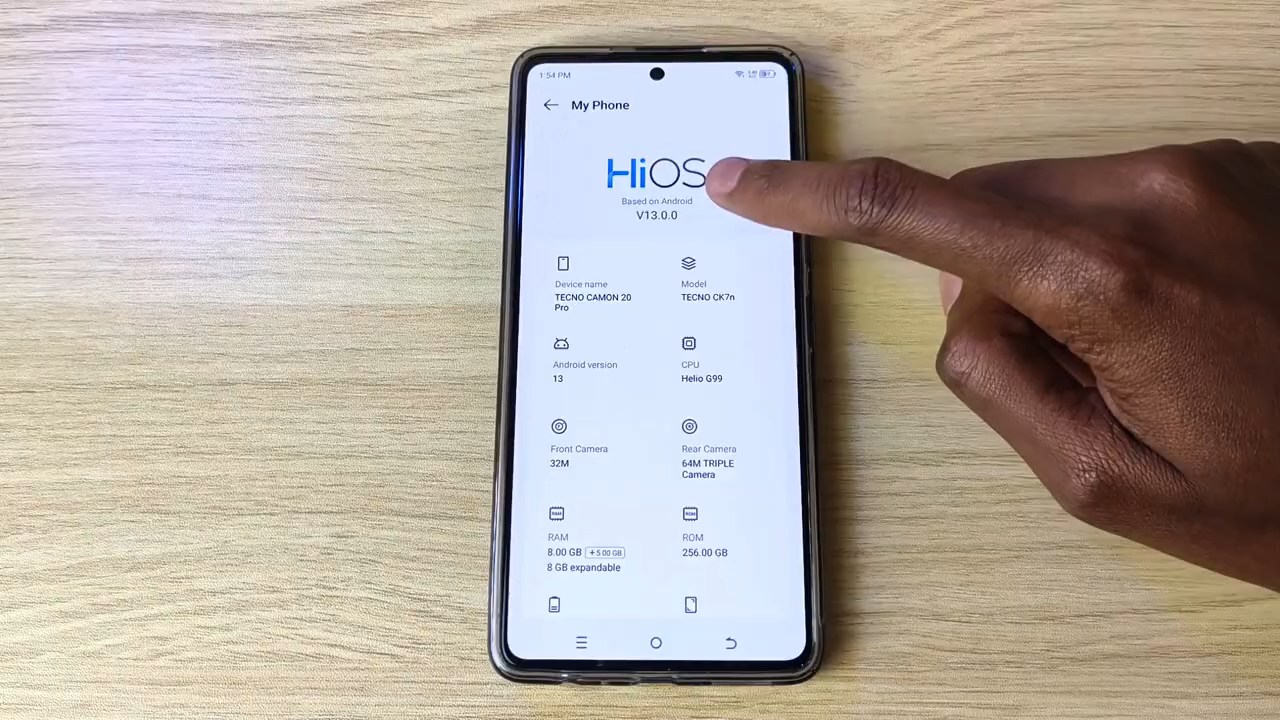 1:54 PM
My Phone
HiOS
Based on Android
V13.0.0
Device name
TECNO CAMON 20
Pro
Model
TECNO CK7n
Android version
13
CPU
Helio G99
Front Camera
32M
Rear Camera
64M TRIPLE
Camera
RAM
RAM
8.00 GB +5.00 GB
8 GB expandable
ROM
ROM
256.00 GB